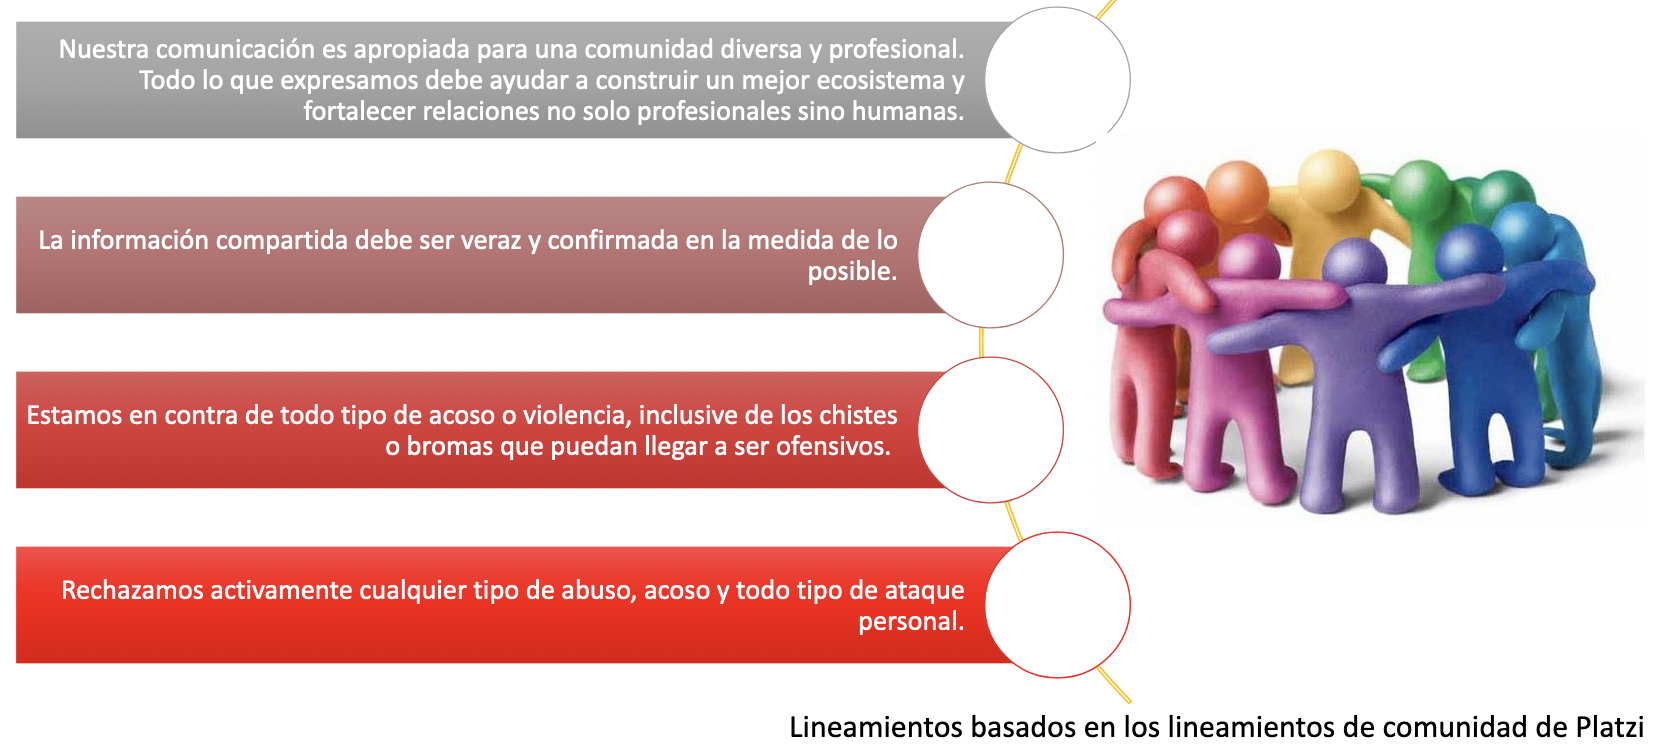 Nuestra comunicación es apropiada para una comunidad diversa y profesional.
Todo lo que expresamos debe ayudar a construir un mejor ecosistema y
fortalecer relaciones no solo profesionales sino humanas.
La información compartida debe ser veraz y confirmada en la medida de lo
posible.
Estamos en contra de todo tipo de acoso o violencia, inclusive de los chistes
o bromas que puedan llegar a ser ofensivos.
Rechazamos activamente cualquier tipo de abuso, acoso y todo tipo de ataque
personal.
Lineamientos basados en los lineamientos de comunidad de Platzi